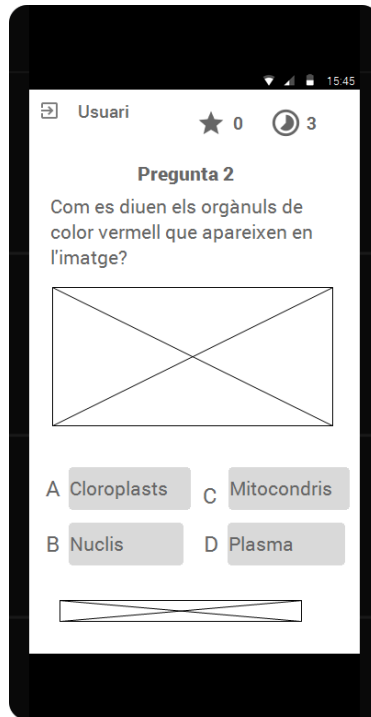 15:45
Usuari
0
3
Pregunta 2
Com es diuen els orgànuls de
color vermell que apareixen en
l'imatge?
A Cloroplasts
C Mitocondris
B Nuclis
D Plasma